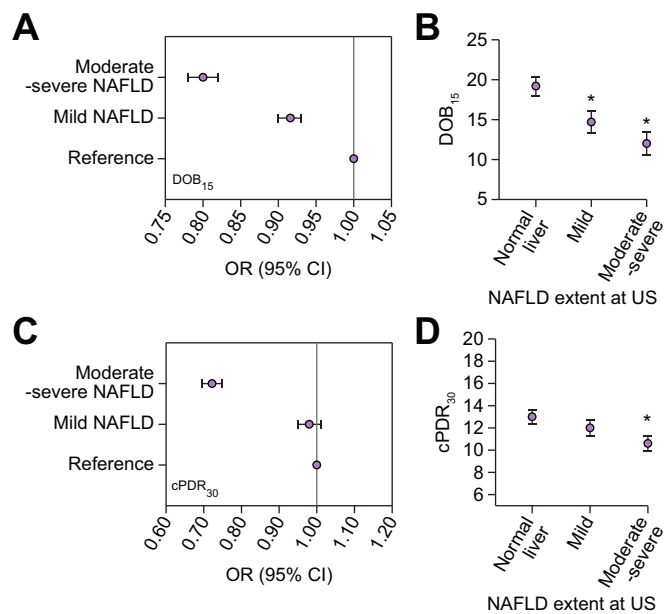 A
Moderate
-severe NAFLD
Mild NAFLD
Reference
DOB15
0.75
0.80
0.85
0.90
0.95
1.00
1.05
OR (95% CI)
B
DOB15
25
20
15
10
5
*
*
Normal
liver
Mild
Moderate
-severe
NAFLD extent at US
C
Moderate
-severe NAFLD
Mild NAFLD
Reference
cPDR30
0.60
0.70
0.80
0.90
1.00
1.10
1.20
OR (95% CI)
D
cPDR30
20
18
16
14
12
10
8
6
*
Normal
liver
Mild
Moderate
-severe
NAFLD extent at US